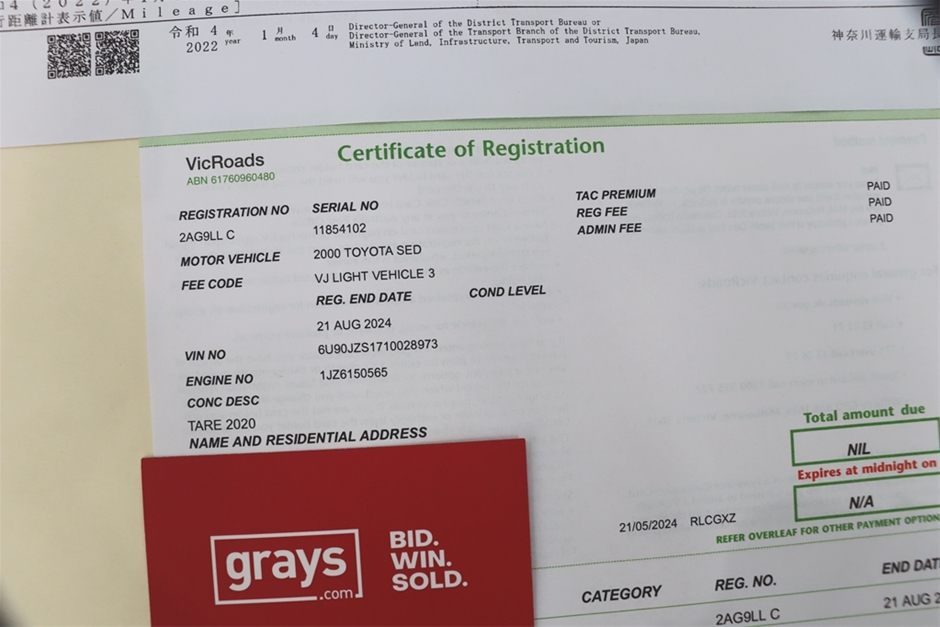 4 (2022)
行距離計表示値/Mileage]
令和 4 年 1 月 4 日
2022 year month day
Director-General of the District Transport Bureau or
Director-General of the Transport Branch of the District Transport Bureau,
Ministry of Land, Infrastructure, Transport and Tourism, Japan
神奈川運輸支局長
VicRoads
ABN 61760960480
Certificate of Registration
REGISTRATION NO SERIAL NO
2AG9LL C 11854102
MOTOR VEHICLE 2000 TOYOTA SED
FEE CODE VJ LIGHT VEHICLE 3
REG. END DATE COND LEVEL
21 AUG 2024
VIN NO 6U90JZS1710028973
ENGINE NO 1JZ6150565
CONC DESC
TARE 2020
NAME AND RESIDENTIAL ADDRESS
TAC PREMIUM PAID
REG FEE PAID
ADMIN FEE PAID
Total amount due
NIL
Expires at midnight on
N/A
21/05/2024 RLCGXZ
REFER OVERLEAF FOR OTHER PAYMENT OPTION
CATEGORY REG. NO. END DAT
2AG9LL C 21 AUG 2
grays
.com
BID.
WIN.
SOLD.